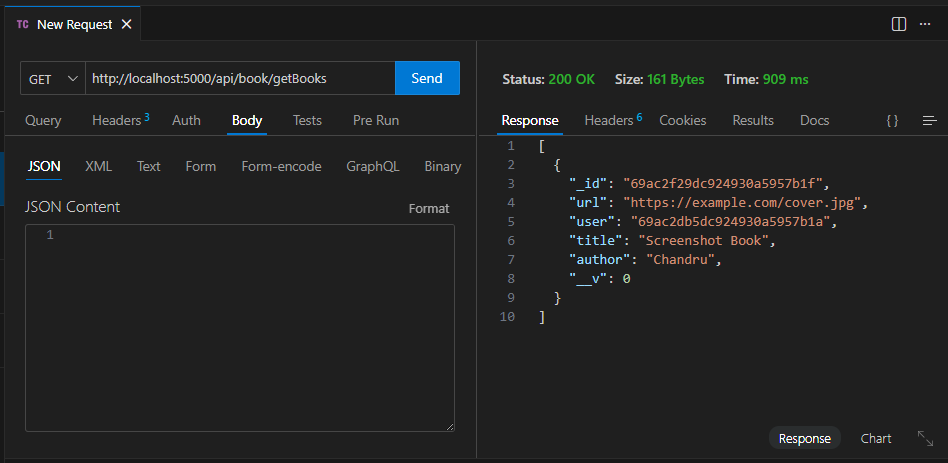 TC New Request
GET http://localhost:5000/api/book/getBooks Send
Query Headers 3 Auth Body Tests Pre Run
JSON XML Text Form Form-encode GraphQL Binary
JSON Content Format
1
Status: 200 OK Size: 161 Bytes Time: 909 ms
Response Headers 6 Cookies Results Docs { }
1 [
2 {
3 "_id": "69ac2f29dc924930a5957b1f",
4 "url": "https://example.com/cover.jpg",
5 "user": "69ac2db5dc924930a5957b1a",
6 "title": "Screenshot Book",
7 "author": "Chandru",
8 "__v": 0
9 }
10 ]
Response Chart